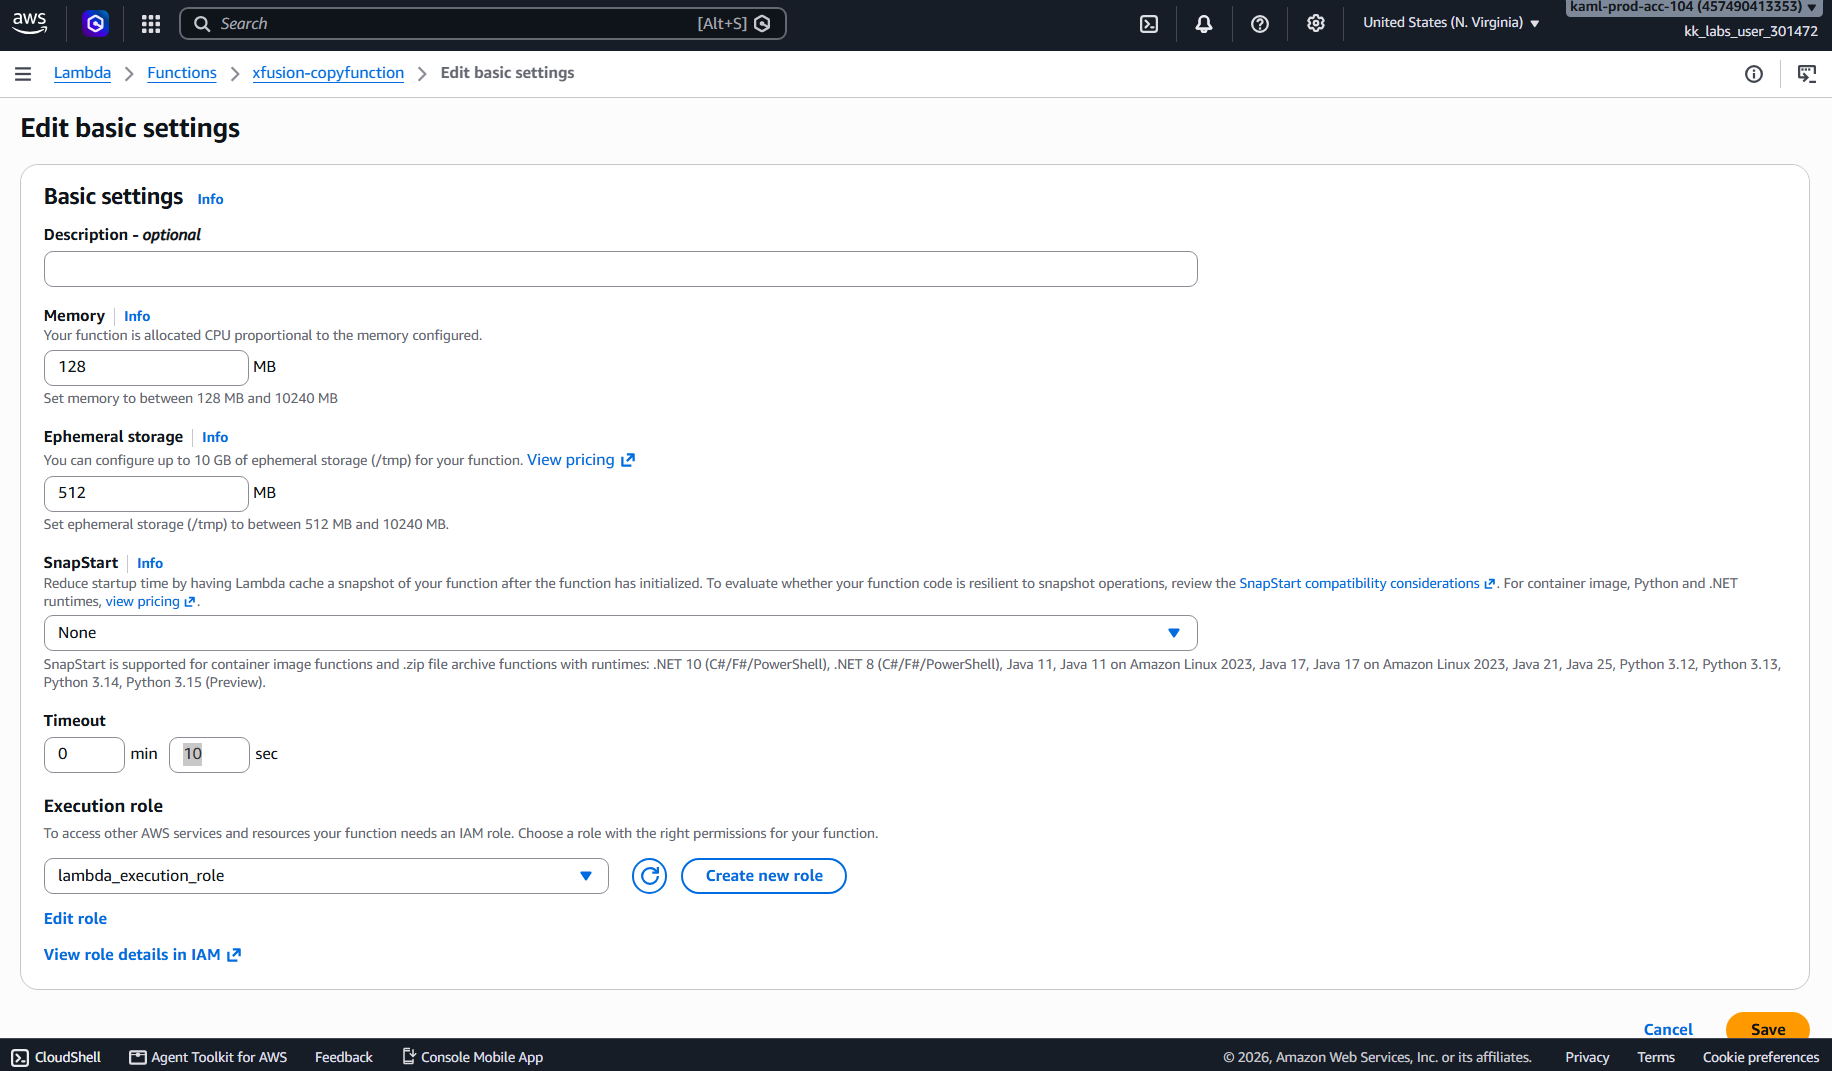 aws
Search [Alt+S]
United States (N. Virginia)
kaml-prod-acc-104 (457490413353)
kk_labs_user_301472
Lambda Functions xfusion-copyfunction Edit basic settings
Edit basic settings
Basic settings Info
Description - optional
Memory Info
Your function is allocated CPU proportional to the memory configured.
128 MB
Set memory to between 128 MB and 10240 MB
Ephemeral storage Info
You can configure up to 10 GB of ephemeral storage (/tmp) for your function. View pricing
512 MB
Set ephemeral storage (/tmp) to between 512 MB and 10240 MB.
SnapStart Info
Reduce startup time by having Lambda cache a snapshot of your function after the function has initialized. To evaluate whether your function code is resilient to snapshot operations, review the SnapStart compatibility considerations. For container image, Python and .NET
runtimes, view pricing.
None
SnapStart is supported for container image functions and .zip file archive functions with runtimes: .NET 10 (C#/F#/PowerShell), .NET 8 (C#/F#/PowerShell), Java 11, Java 11 on Amazon Linux 2023, Java 17, Java 17 on Amazon Linux 2023, Java 21, Java 25, Python 3.12, Python 3.13,
Python 3.14, Python 3.15 (Preview).
Timeout
0 min 10 sec
Execution role
To access other AWS services and resources your function needs an IAM role. Choose a role with the right permissions for your function.
lambda_execution_role Create new role
Edit role
View role details in IAM
Cancel Save
CloudShell Agent Toolkit for AWS Feedback Console Mobile App © 2026, Amazon Web Services, Inc. or its affiliates. Privacy Terms Cookie preferences